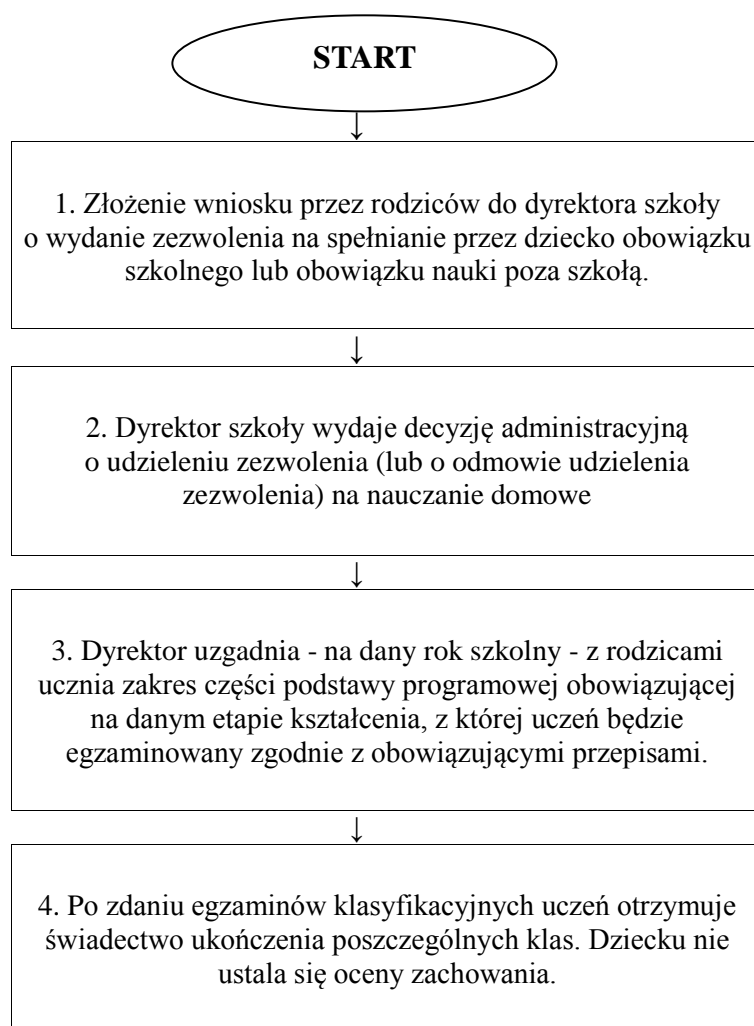 START
↓
1. Złożenie wniosku przez rodziców do dyrektora szkoły
o wydanie zezwolenia na spełnianie przez dziecko obowiązku
szkolnego lub obowiązku nauki poza szkołą.
↓
2. Dyrektor szkoły wydaje decyzję administracyjną
o udzieleniu zezwolenia (lub o odmowie udzielenia
zezwolenia) na nauczanie domowe
↓
3. Dyrektor uzgadnia - na dany rok szkolny - z rodzicami
ucznia zakres części podstawy programowej obowiązującej
na danym etapie kształcenia, z której uczeń będzie
egzaminowany zgodnie z obowiązującymi przepisami.
↓
4. Po zdaniu egzaminów klasyfikacyjnych uczeń otrzymuje
świadectwo ukończenia poszczególnych klas. Dziecku nie
ustala się oceny zachowania.